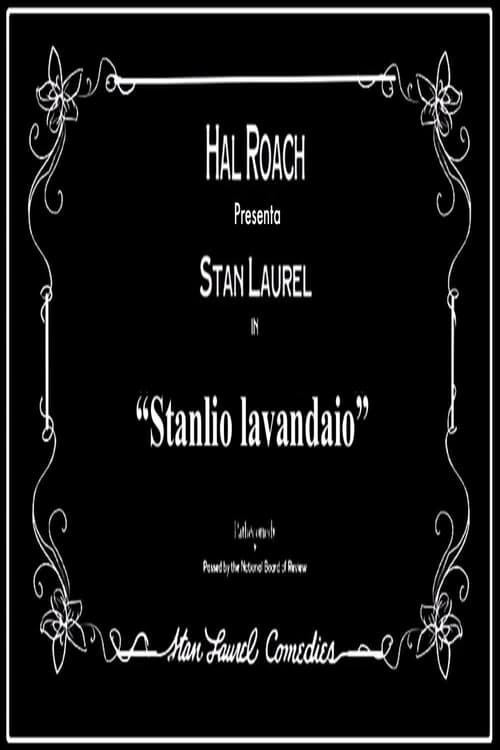 HAL ROACH
Presenta
STAN LAUREL
IN
“Stanlio lavandaio”
Passed by the National Board of Review
Stan Laurel Comedies